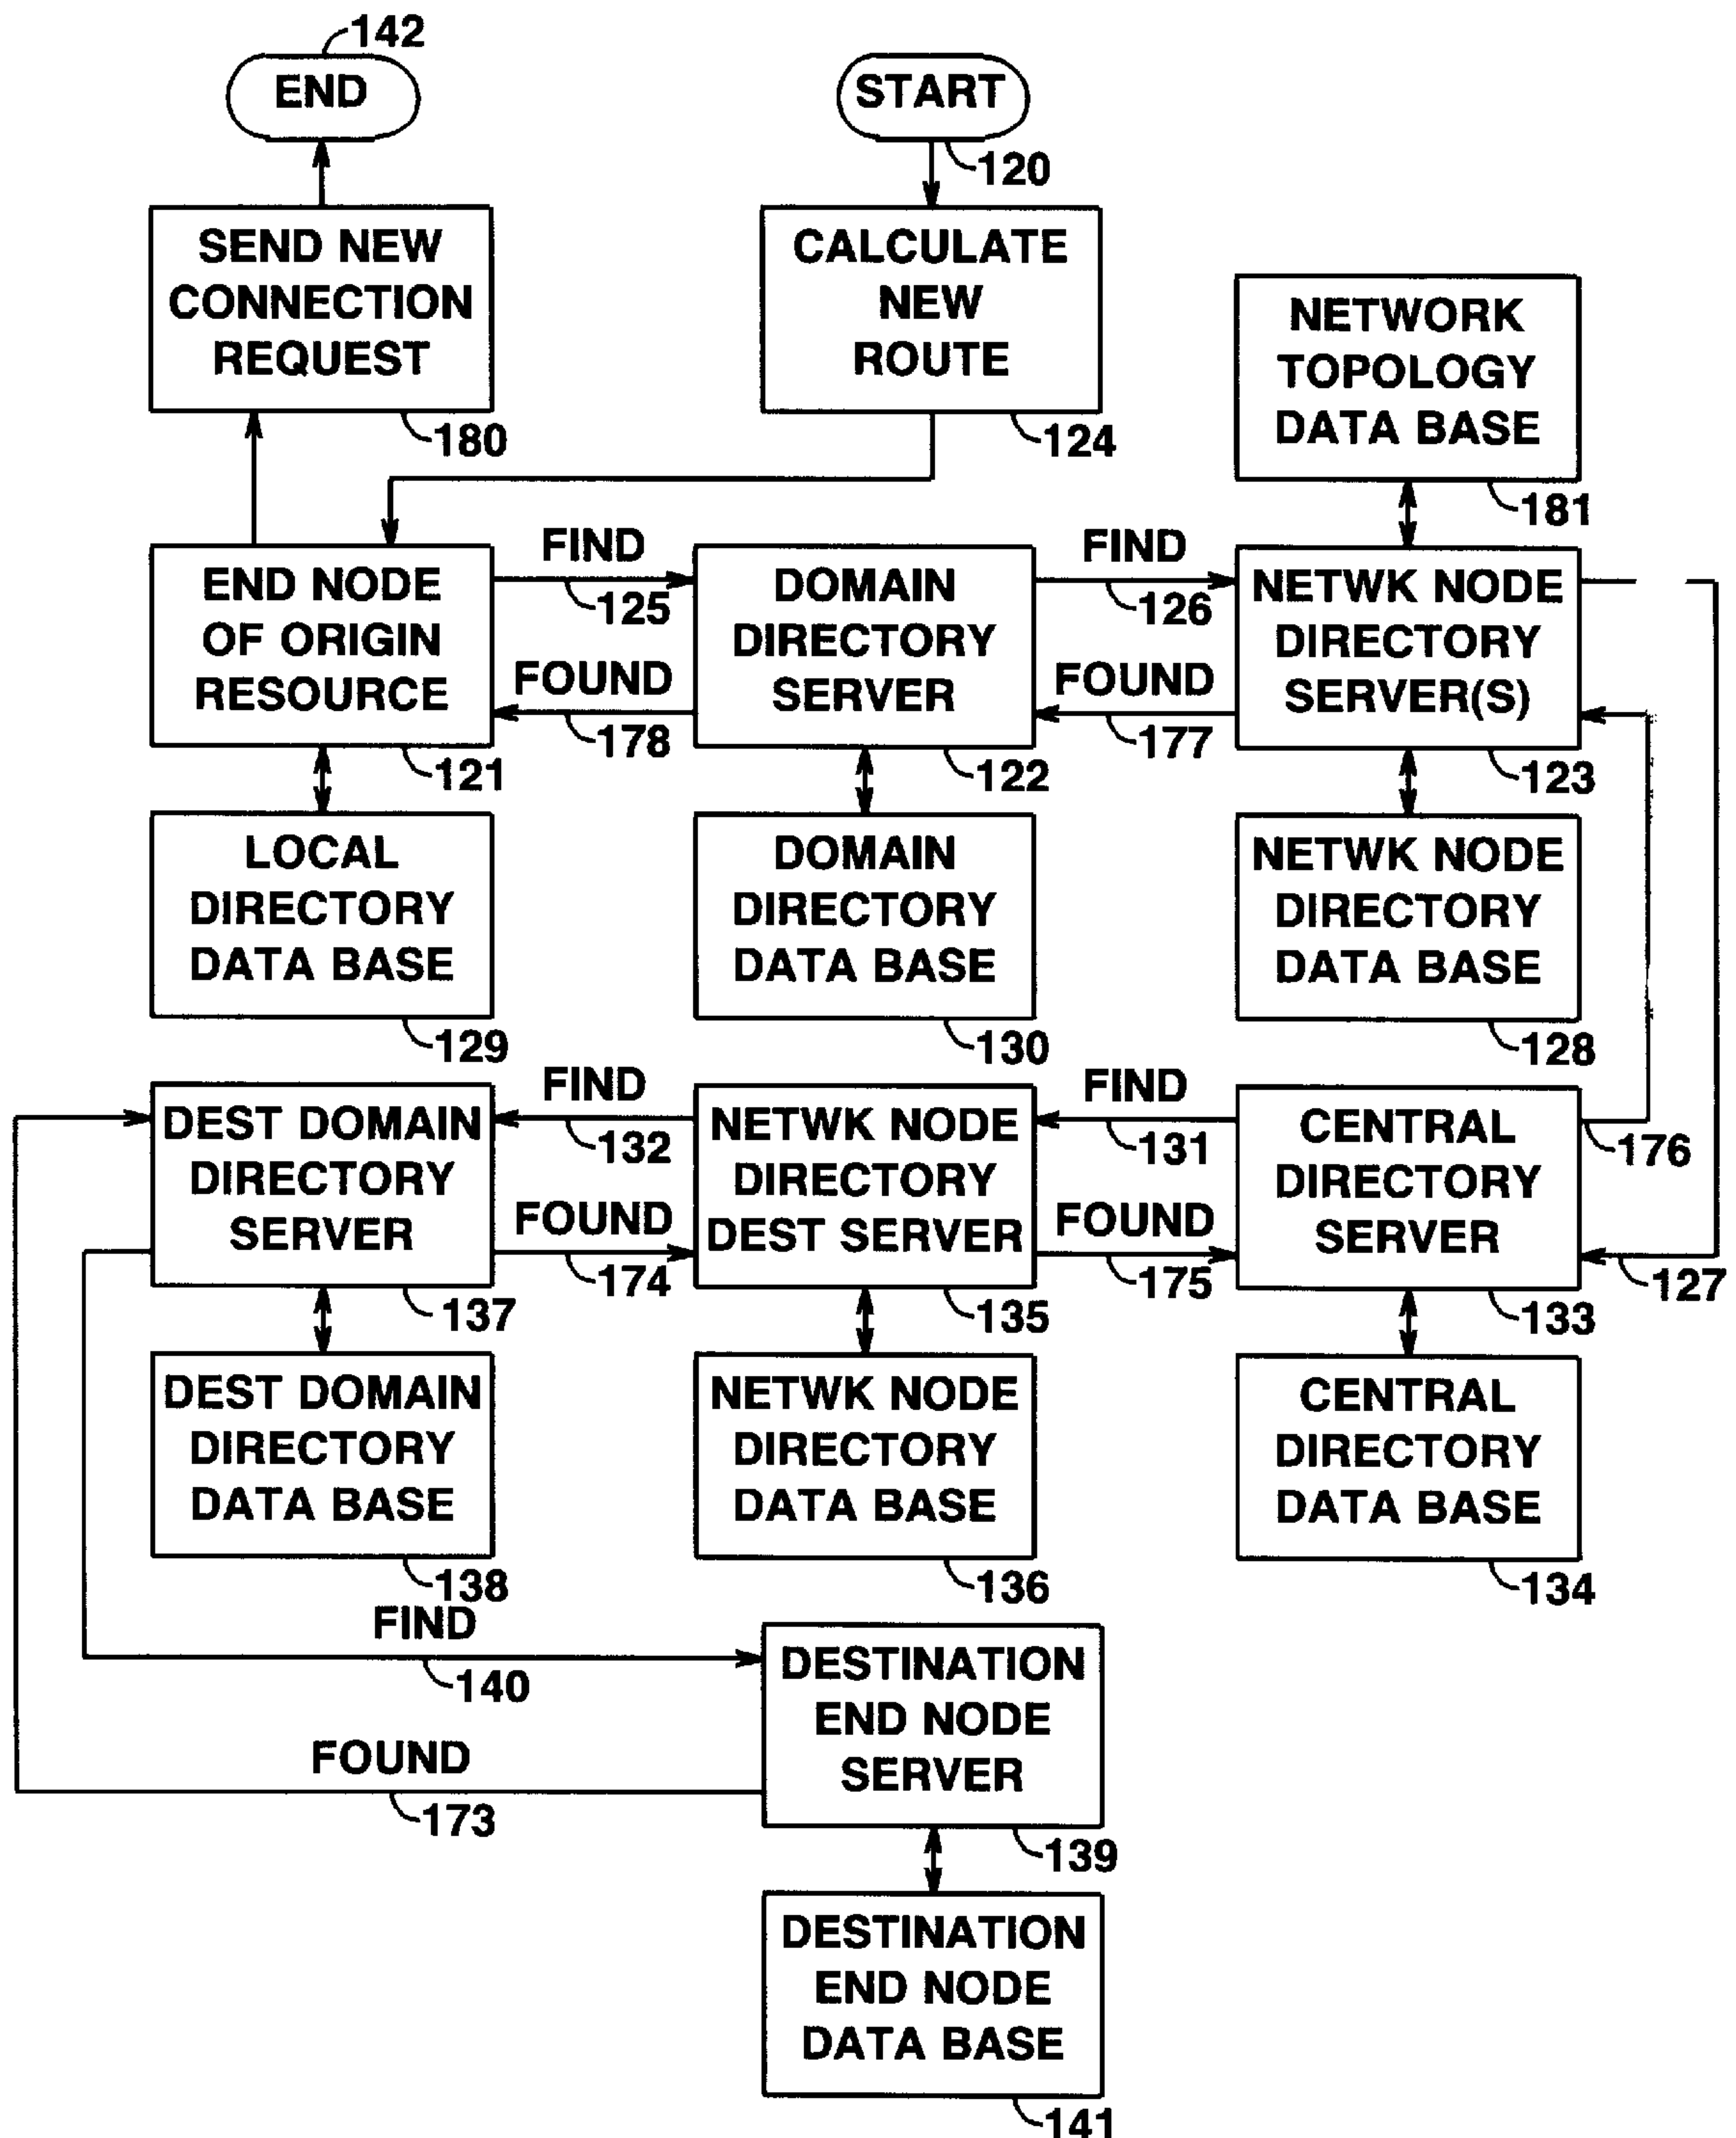 142
END
START
120
SEND NEW
CONNECTION
REQUEST
180
CALCULATE
NEW
ROUTE
124
NETWORK
TOPOLOGY
DATA BASE
181
END NODE
OF ORIGIN
RESOURCE
121
FIND
125
FOUND
178
DOMAIN
DIRECTORY
SERVER
122
FIND
126
FOUND
177
NETWK NODE
DIRECTORY
SERVER(S)
123
LOCAL
DIRECTORY
DATA BASE
129
DOMAIN
DIRECTORY
DATA BASE
130
NETWK NODE
DIRECTORY
DATA BASE
128
DEST DOMAIN
DIRECTORY
SERVER
137
FIND
132
FOUND
174
NETWK NODE
DIRECTORY
DEST SERVER
135
FIND
131
FOUND
175
CENTRAL
DIRECTORY
SERVER
133
176
127
DEST DOMAIN
DIRECTORY
DATA BASE
138
NETWK NODE
DIRECTORY
DATA BASE
136
CENTRAL
DIRECTORY
DATA BASE
134
FIND
140
FOUND
173
DESTINATION
END NODE
SERVER
139
DESTINATION
END NODE
DATA BASE
141